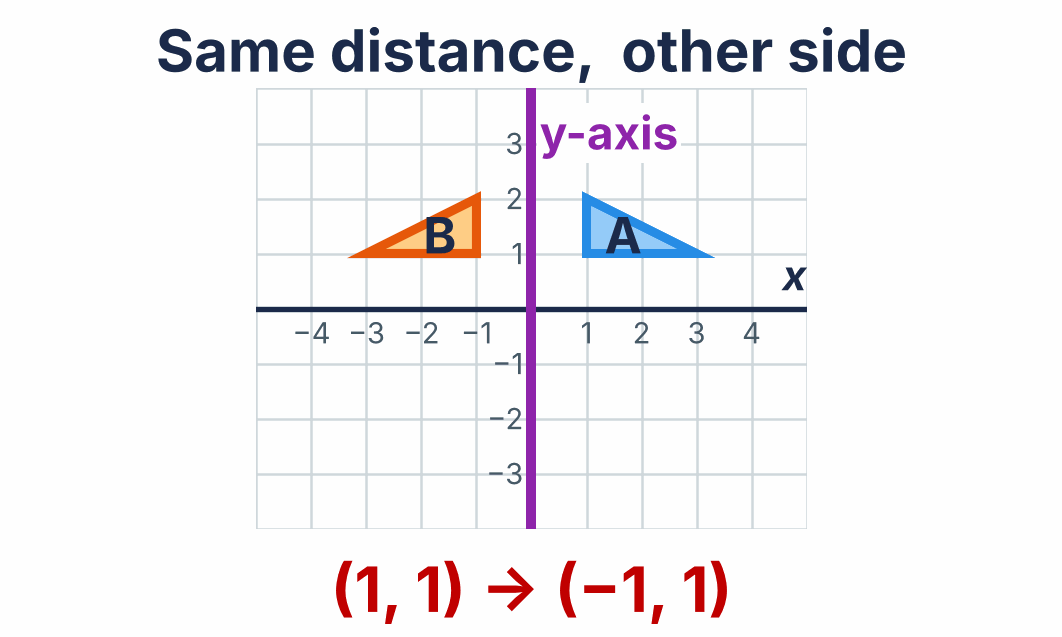 Same distance, other side
y-axis
3
2
B
A
1
x
−4 −3 −2 −1 1 2 3 4
−1
−2
−3
(1, 1) → (−1, 1)